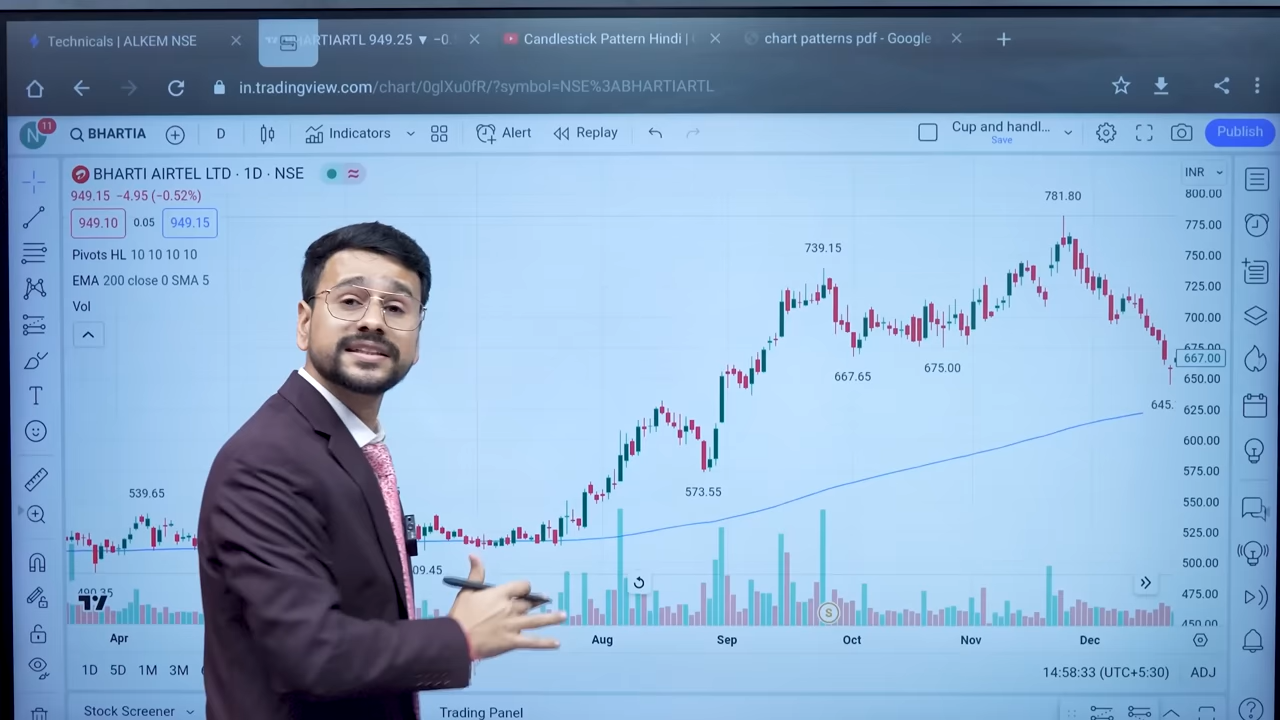 Technicals | ALKEM NSE
ARTIARTL 949.25 ▼ −0.
Candlestick Pattern Hindi |
chart patterns pdf - Google
in.tradingview.com/chart/0glXu0fR/?symbol=NSE%3ABHARTIARTL
N
11
BHARTIA
D
Indicators
Alert
Replay
Cup and handl...
Save
Publish
BHARTI AIRTEL LTD · 1D · NSE
949.15 −4.95 (−0.52%)
949.10 0.05 949.15
Pivots HL 10 10 10 10
EMA 200 close 0 SMA 5
Vol
INR
800.00
775.00
750.00
725.00
700.00
675.00
667.00
650.00
625.00
600.00
575.00
550.00
525.00
500.00
475.00
450.00
781.80
739.15
667.65
675.00
645.
573.55
539.65
09.45
490.35
S
Apr Aug Sep Oct Nov Dec
1D 5D 1M 3M
14:58:33 (UTC+5:30) ADJ
Stock Screener
Trading Panel